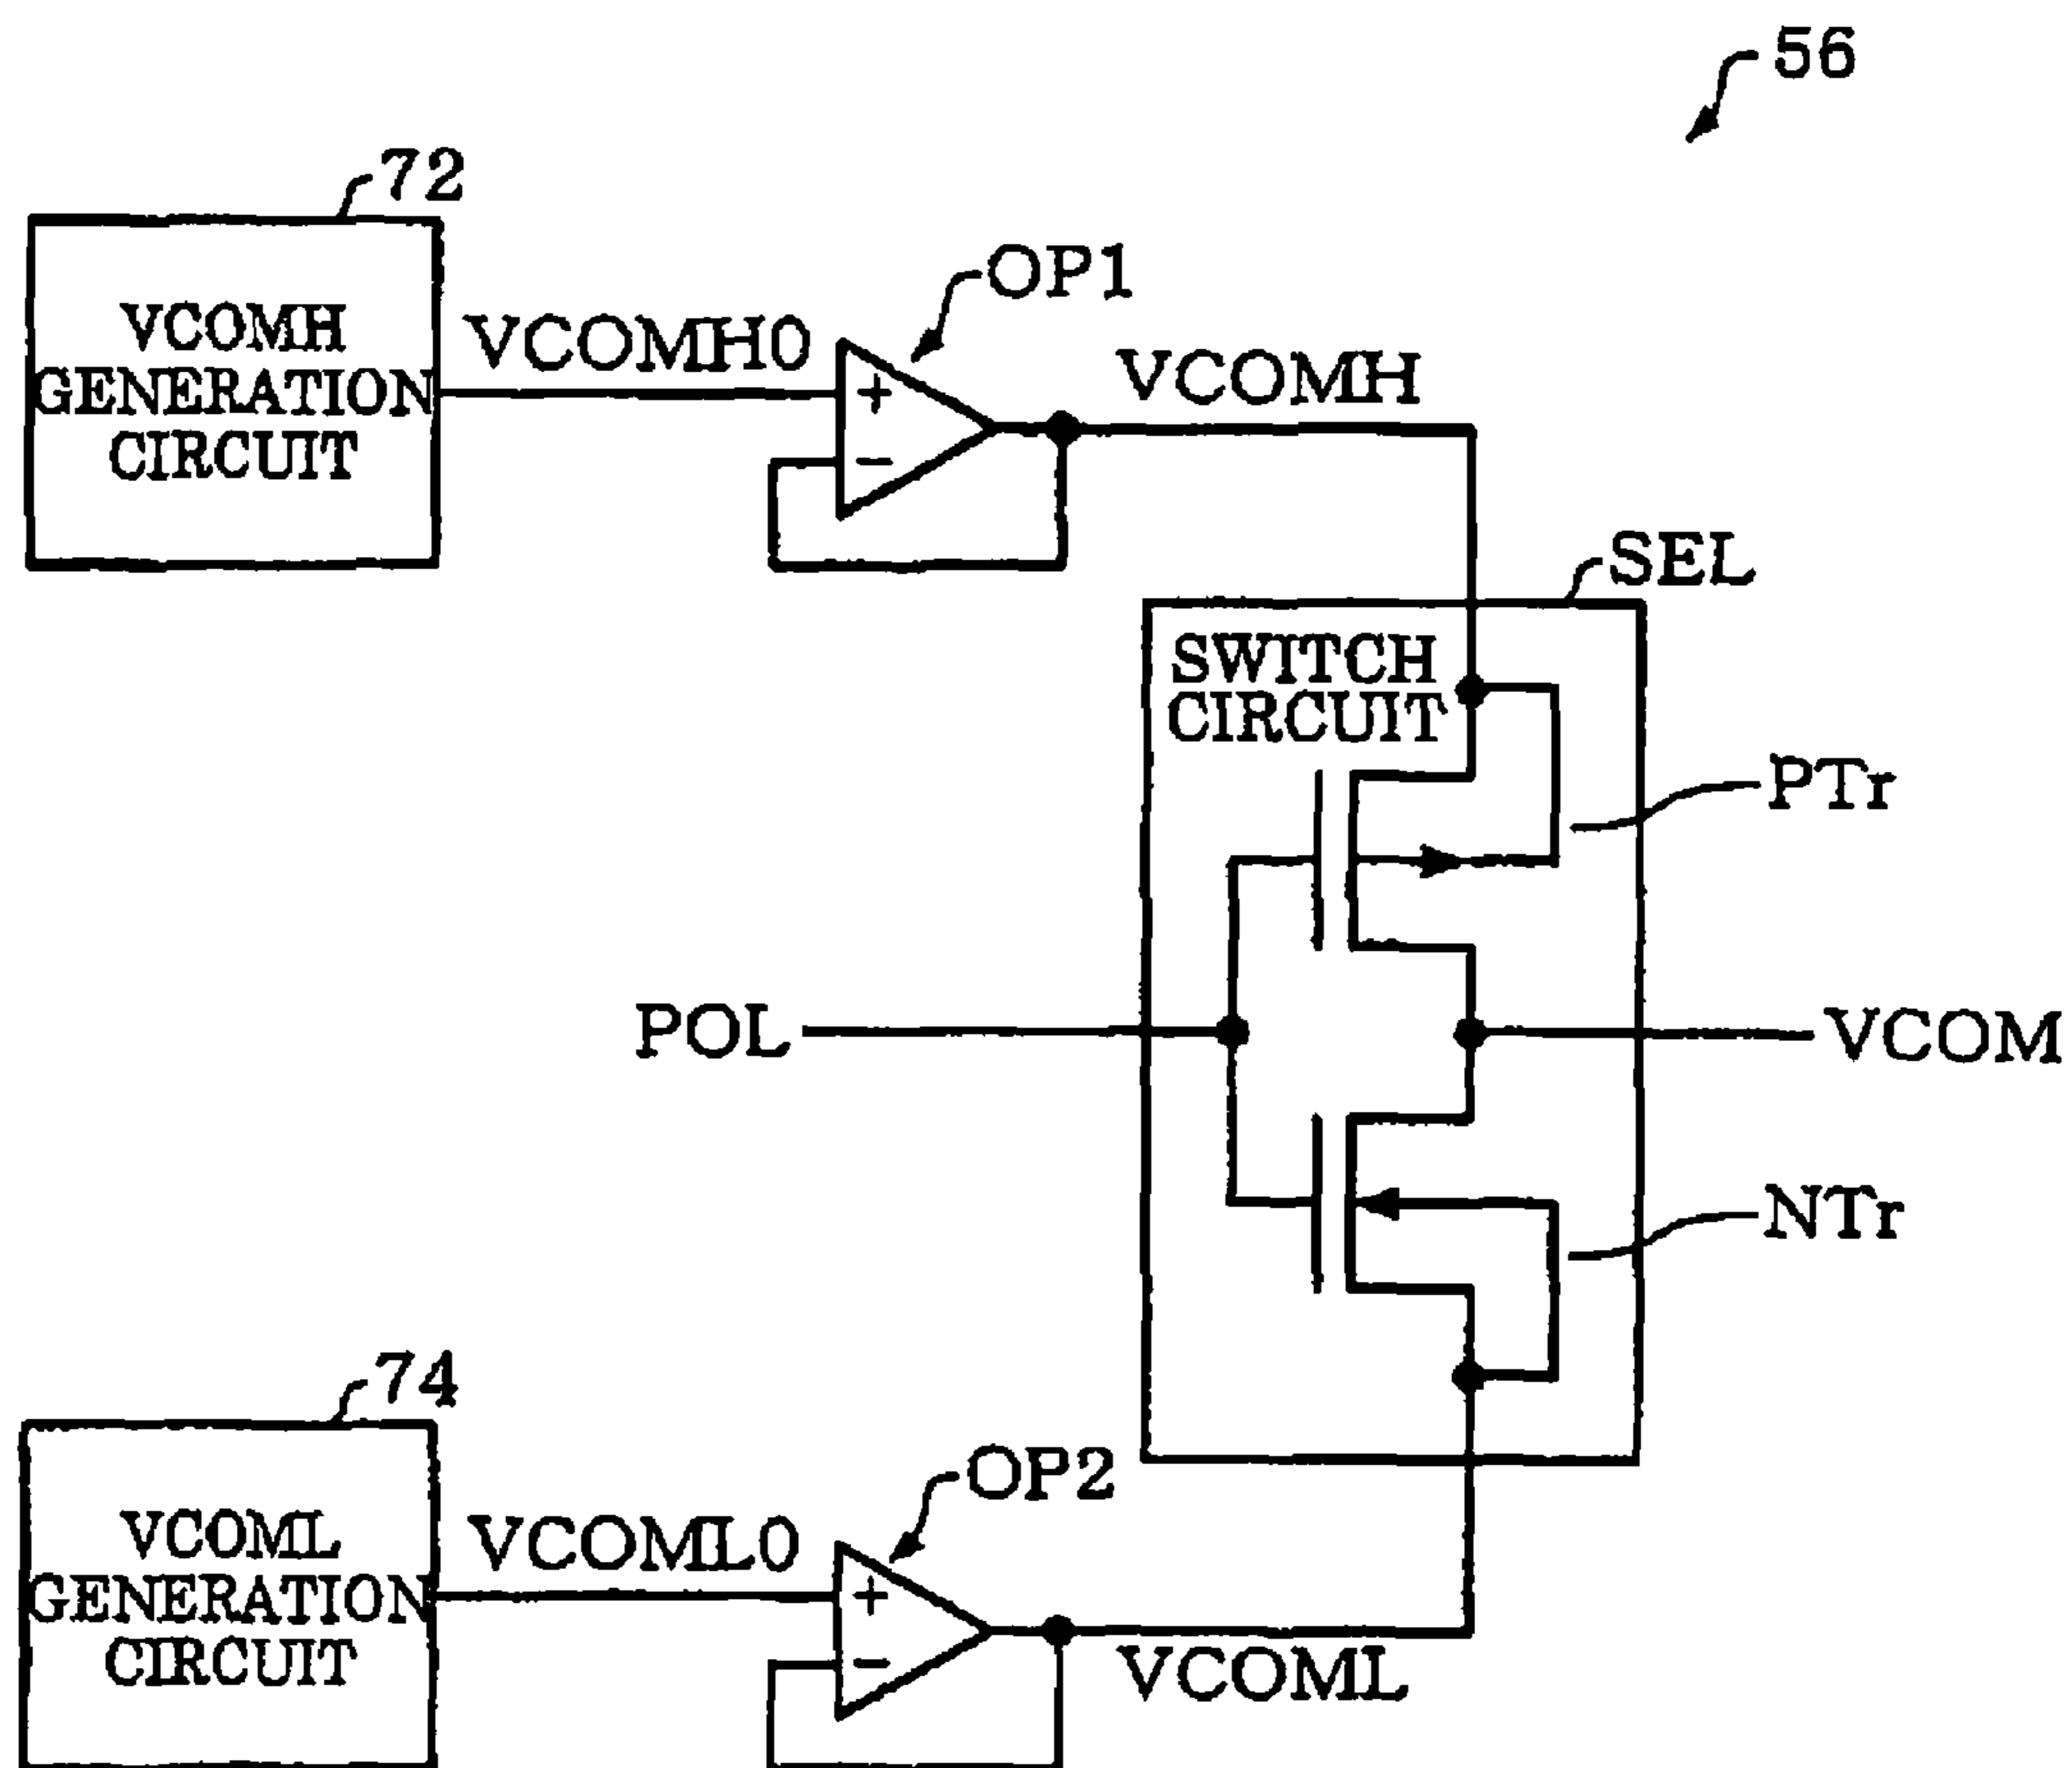 56
72
VCOMH
GENERATION
CIRCUIT
VCOMH0
OP1
VCOMH
SEL
SWITCH
CIRCUIT
PTr
POL
VCOM
NTr
74
VCOML
GENERATION
CIRCUIT
VCOML0
OP2
+
−
VCOML
+
−